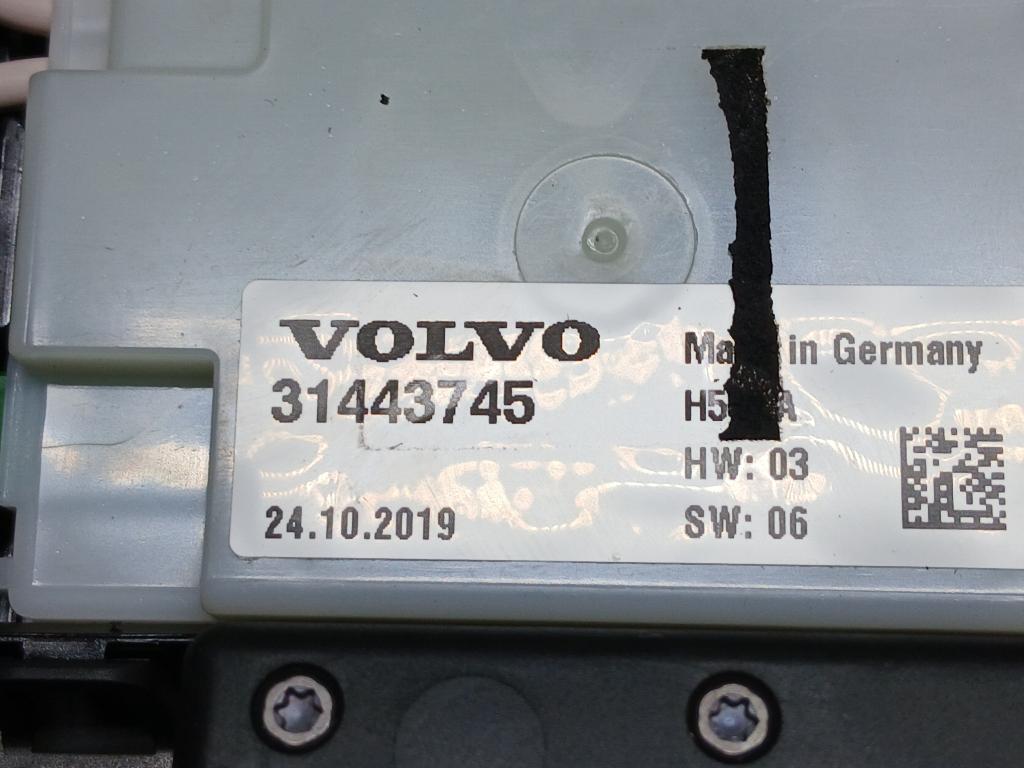 VOLVO
31443745
24.10.2019
in Germany
HW: 03
SW: 06